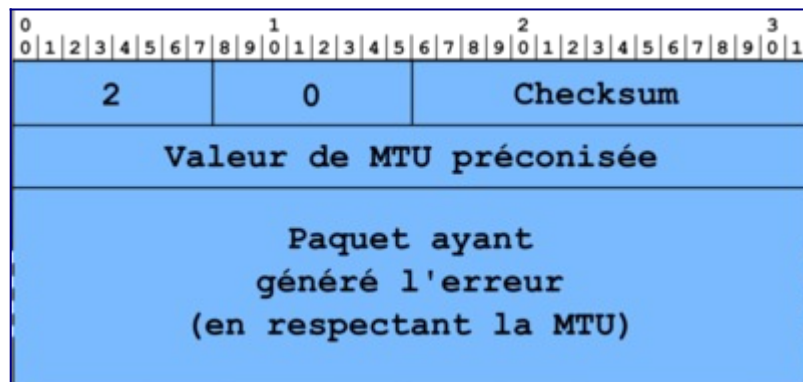 0 1 2 3
0|1|2|3|4|5|6|7|8|9|0|1|2|3|4|5|6|7|8|9|0|1|2|3|4|5|6|7|8|9|0|1
2 0 Checksum
Valeur de MTU préconisée
Paquet ayant
généré l'erreur
(en respectant la MTU)